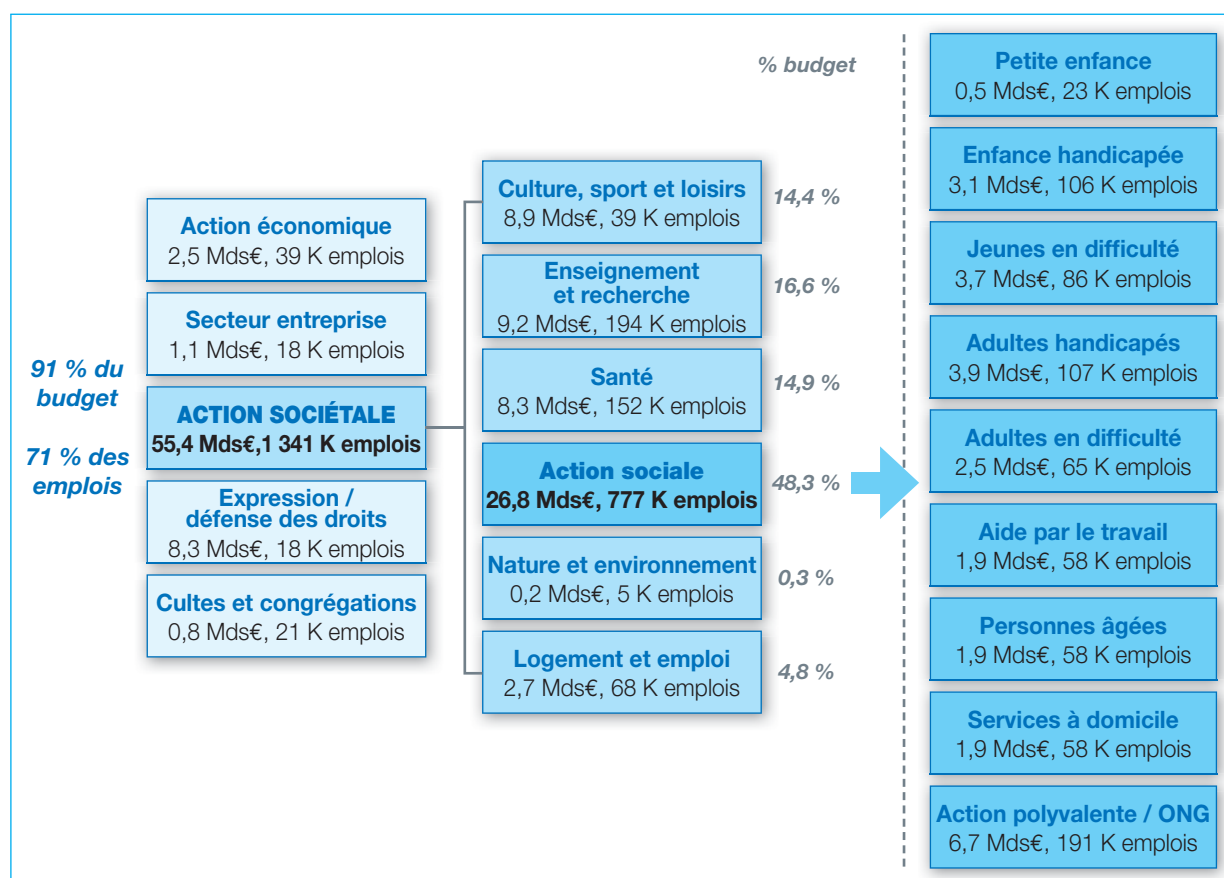 91 % du
budget
71 % des
emplois
Action économique
2,5 Mds€, 39 K emplois
Secteur entreprise
1,1 Mds€, 18 K emplois
ACTION SOCIÉTALE
55,4 Mds€,1 341 K emplois
Expression /
défense des droits
8,3 Mds€, 18 K emplois
Cultes et congrégations
0,8 Mds€, 21 K emplois
% budget
Culture, sport et loisirs
8,9 Mds€, 39 K emplois
14,4 %
Enseignement
et recherche
9,2 Mds€, 194 K emplois
16,6 %
Santé
8,3 Mds€, 152 K emplois
14,9 %
Action sociale
26,8 Mds€, 777 K emplois
48,3 %
Nature et environnement
0,2 Mds€, 5 K emplois
0,3 %
Logement et emploi
2,7 Mds€, 68 K emplois
4,8 %
Petite enfance
0,5 Mds€, 23 K emplois
Enfance handicapée
3,1 Mds€, 106 K emplois
Jeunes en difficulté
3,7 Mds€, 86 K emplois
Adultes handicapés
3,9 Mds€, 107 K emplois
Adultes en difficulté
2,5 Mds€, 65 K emplois
Aide par le travail
1,9 Mds€, 58 K emplois
Personnes âgées
1,9 Mds€, 58 K emplois
Services à domicile
1,9 Mds€, 58 K emplois
Action polyvalente / ONG
6,7 Mds€, 191 K emplois